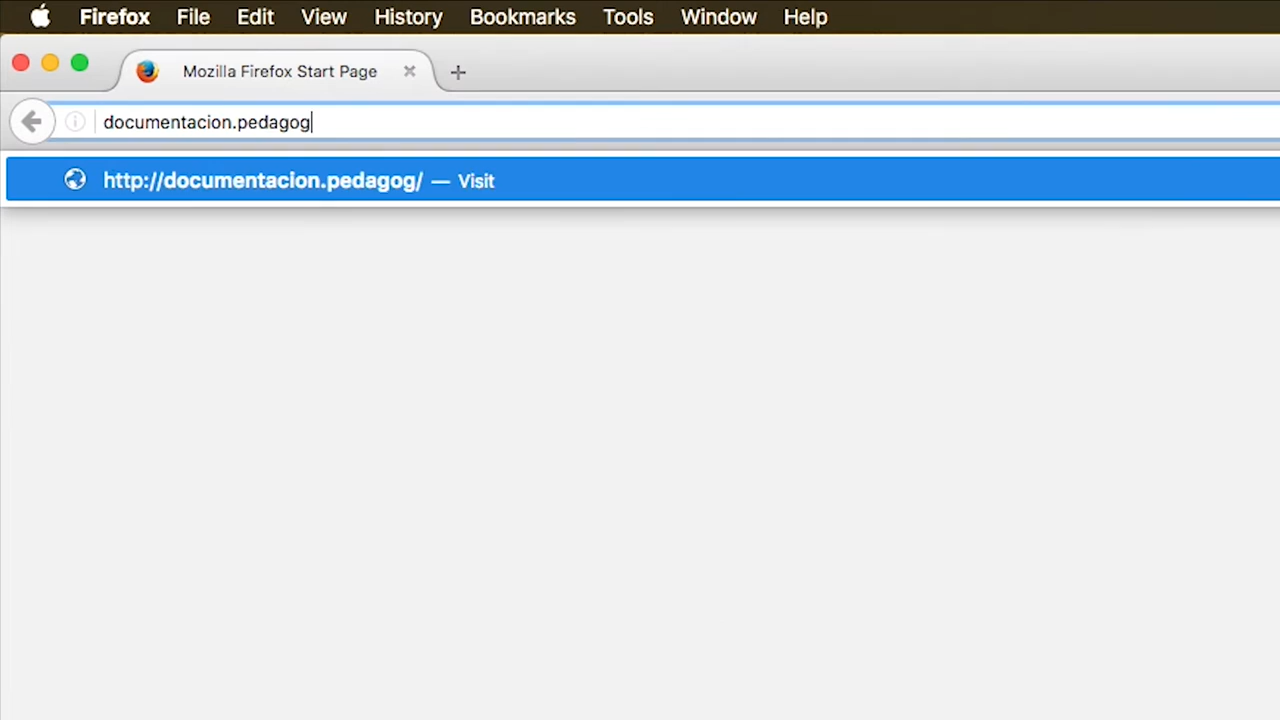 Firefox File Edit View History Bookmarks Tools Window Help
Mozilla Firefox Start Page
documentacion.pedagog
http://documentacion.pedagog/ — Visit